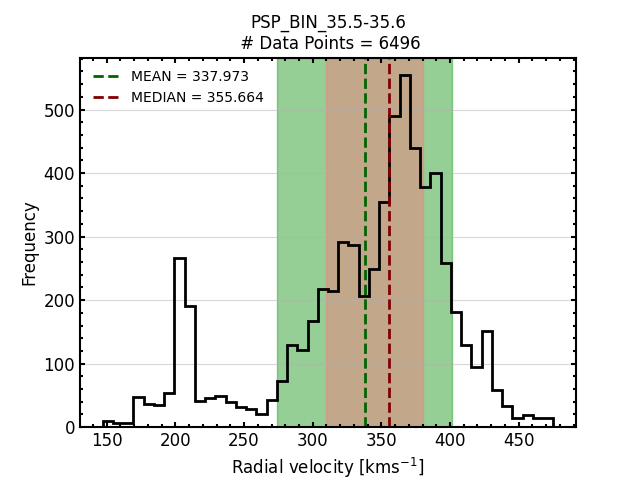 PSP_BIN_35.5-35.6
# Data Points = 6496
MEAN = 337.973
MEDIAN = 355.664
Frequency
500
400
300
200
100
0
150 200 250 300 350 400 450
Radial velocity [kms⁻¹]